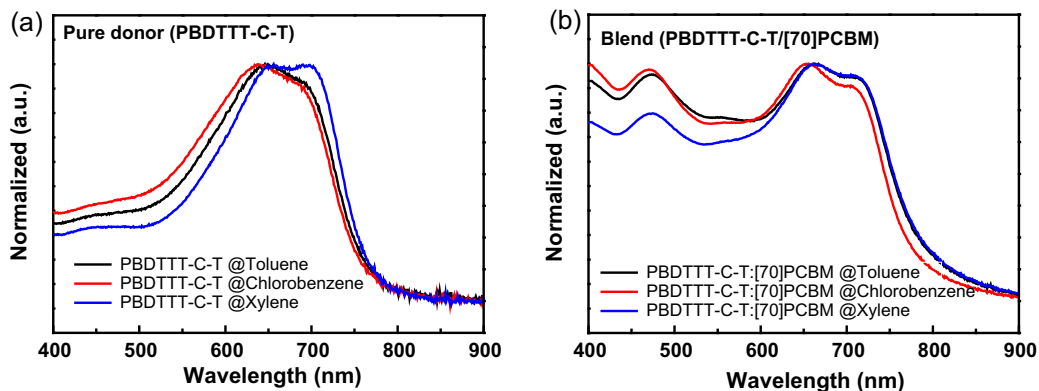 (a)
Pure donor (PBDTTT-C-T)
Normalized (a.u.)
PBDTTT-C-T @Toluene
PBDTTT-C-T @Chlorobenzene
PBDTTT-C-T @Xylene
400 500 600 700 800 900
Wavelength (nm)
(b)
Blend (PBDTTT-C-T/[70]PCBM)
Normalized (a.u.)
PBDTTT-C-T:[70]PCBM @Toluene
PBDTTT-C-T:[70]PCBM @Chlorobenzene
PBDTTT-C-T:[70]PCBM @Xylene
400 500 600 700 800 900
Wavelength (nm)